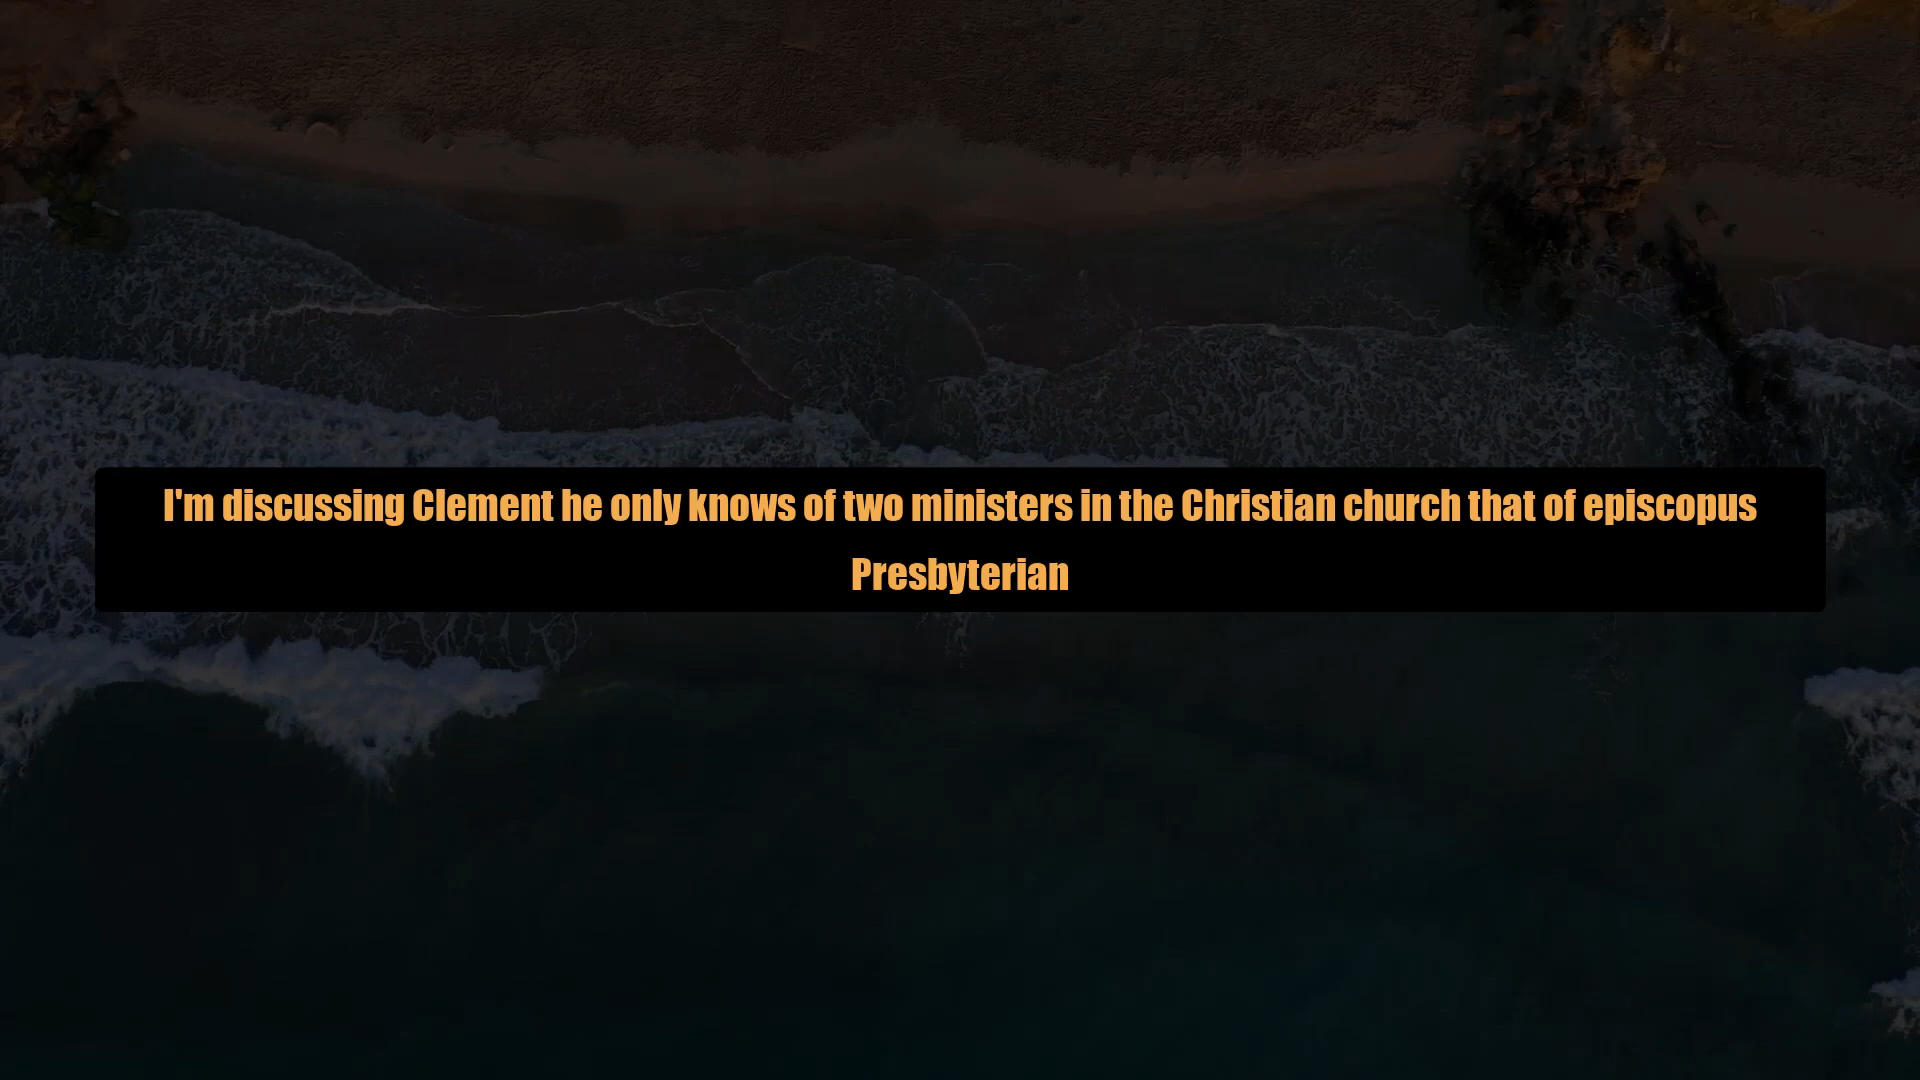 I'm discussing Clement he only knows of two ministers in the Christian church that of episcopus
Presbyterian